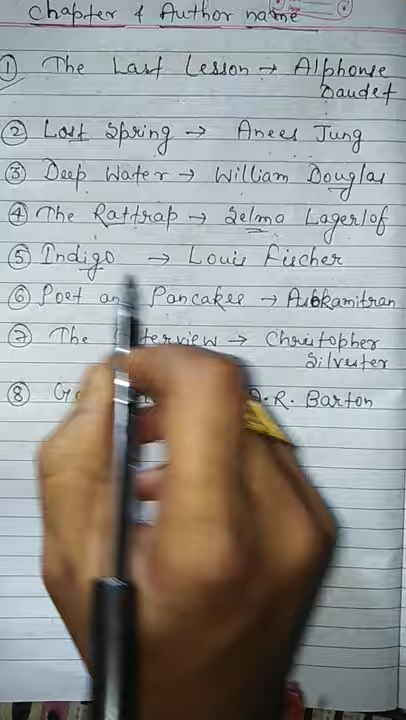 Chapter & Author name
① The Last Lesson → Alphonse
Daudet
② Lost Spring → Anees Jung
③ Deep Water → William Douglas
④ The Rattrap → Selma Lagerlof
⑤ Indigo → Louis Fischer
⑥ Poet and Pancakes → Ashokamitran
⑦ The Interview → Christopher
Silvester
⑧ R. Barton